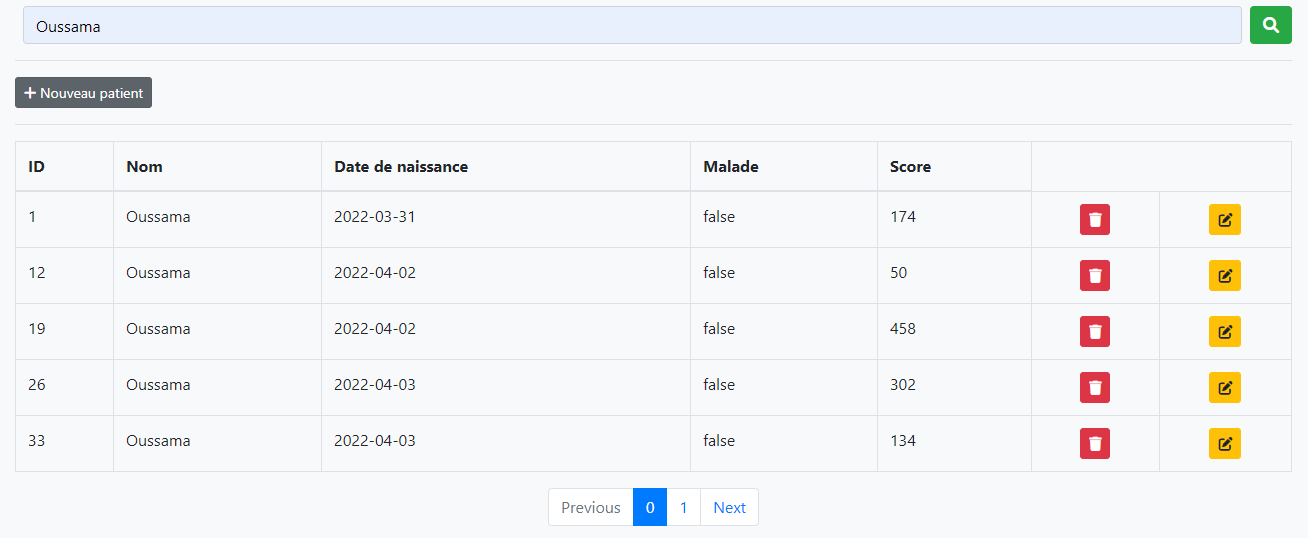 Oussama
Nouveau patient
ID Nom Date de naissance Malade Score
1 Oussama 2022-03-31 false 174
12 Oussama 2022-04-02 false 50
19 Oussama 2022-04-02 false 458
26 Oussama 2022-04-03 false 302
33 Oussama 2022-04-03 false 134
Previous 0 1 Next